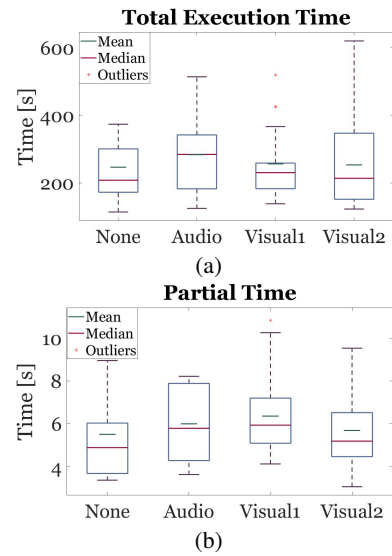 Total Execution Time
Mean
Median
Outliers
Time [s]
600
400
200
None Audio Visual1 Visual2
(a)
Partial Time
Mean
Median
Outliers
Time [s]
10
8
6
4
None Audio Visual1 Visual2
(b)